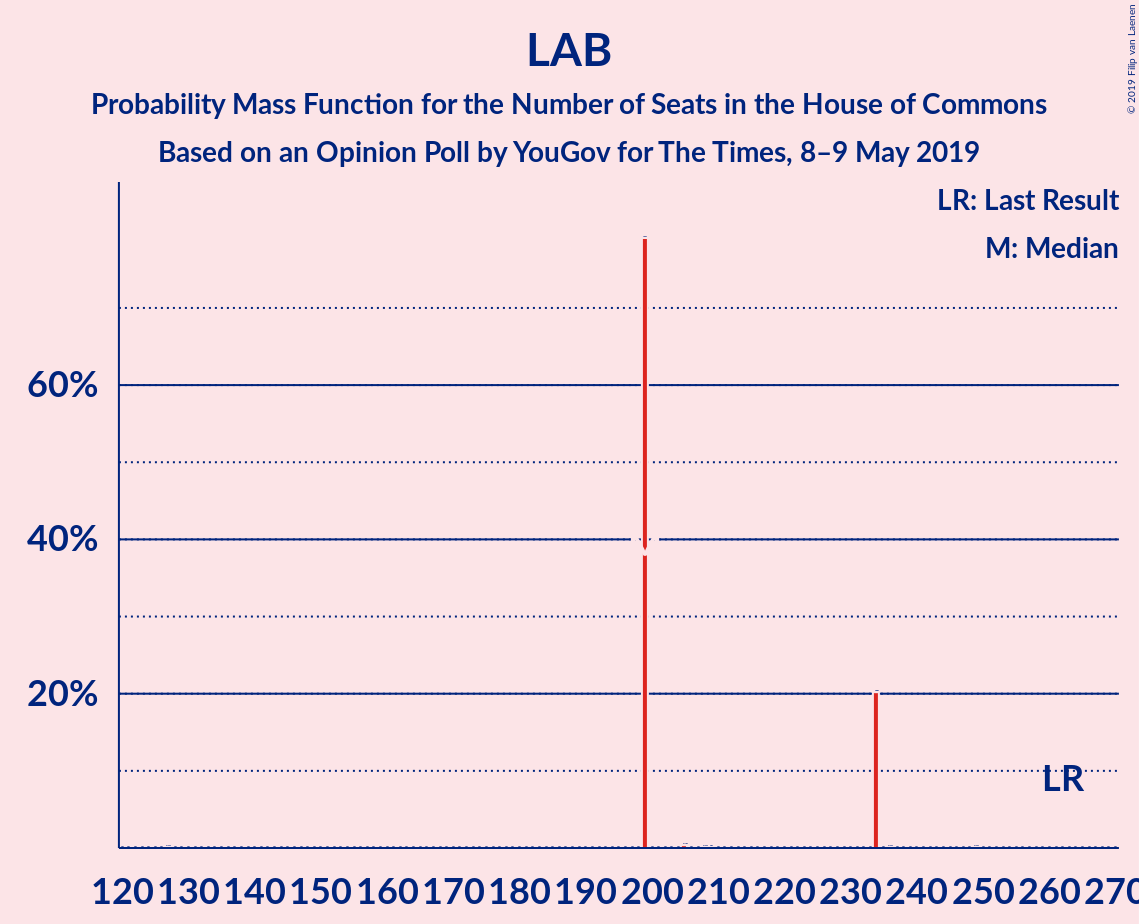 LAB
Probability Mass Function for the Number of Seats in the House of Commons
Based on an Opinion Poll by YouGov for The Times, 8–9 May 2019
© 2019 Filip van Laenen
LR: Last Result
M: Median
60%
40%
20%
LR
120 130 140 150 160 170 180 190 200 210 220 230 240 250 260 270